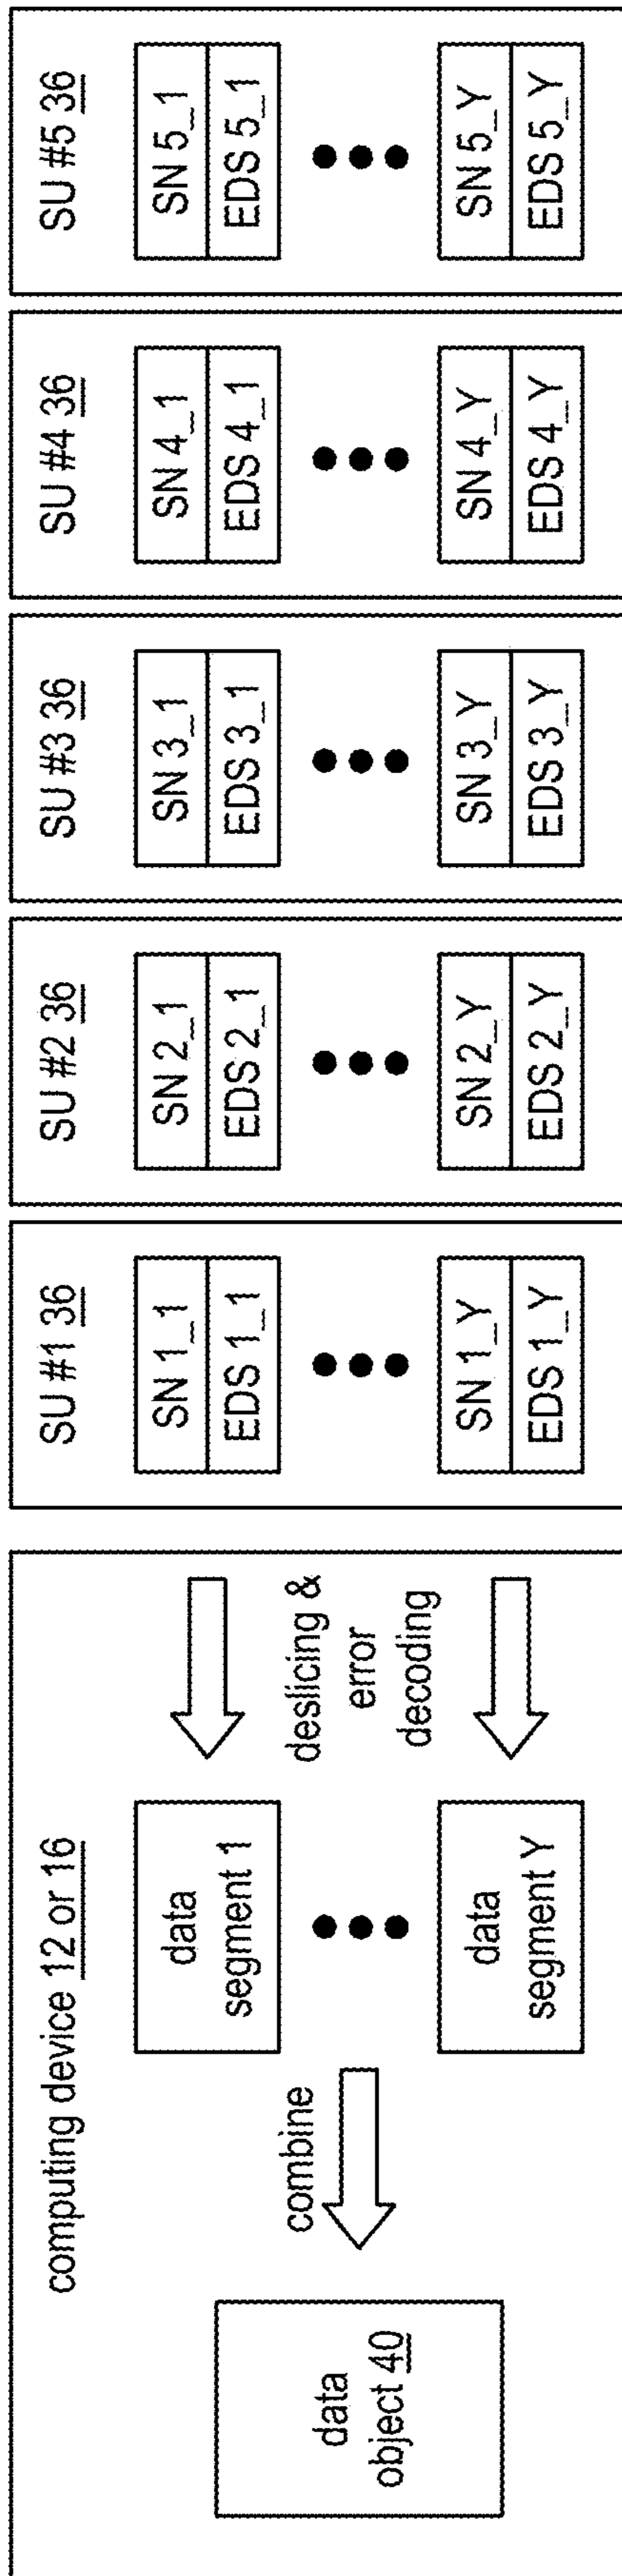 computing device 12 or 16
data
object 40
combine
data
segment 1
data
segment Y
deslicing &
error
decoding
SU #1 36
SN 1_1
EDS 1_1
SN 1_Y
EDS 1_Y
SU #2 36
SN 2_1
EDS 2_1
SN 2_Y
EDS 2_Y
SU #3 36
SN 3_1
EDS 3_1
SN 3_Y
EDS 3_Y
SU #4 36
SN 4_1
EDS 4_1
SN 4_Y
EDS 4_Y
SU #5 36
SN 5_1
EDS 5_1
SN 5_Y
EDS 5_Y